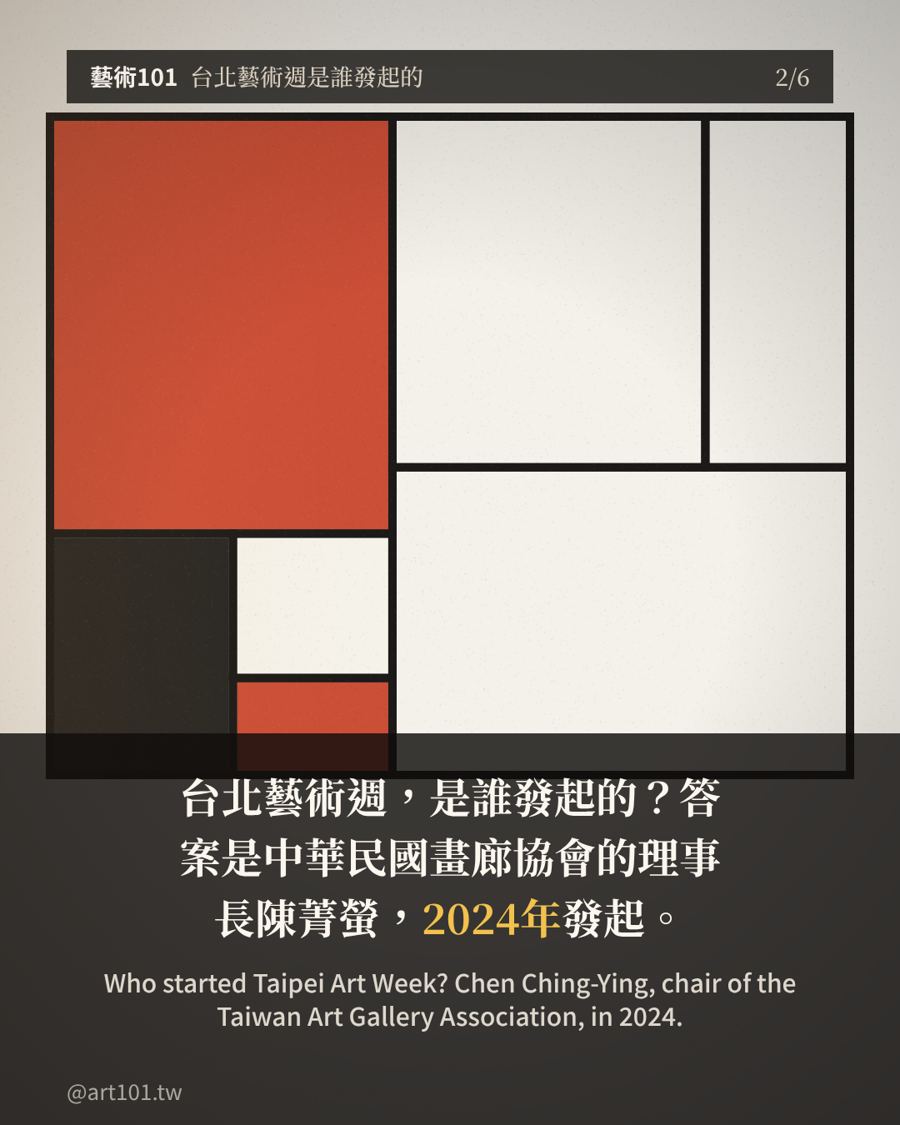 藝術101 台北藝術週是誰發起的 2/6
台北藝術週，是誰發起的？答
案是中華民國畫廊協會的理事
長陳菁螢，2024年發起。
Who started Taipei Art Week? Chen Ching-Ying, chair of the
Taiwan Art Gallery Association, in 2024.
@art101.tw